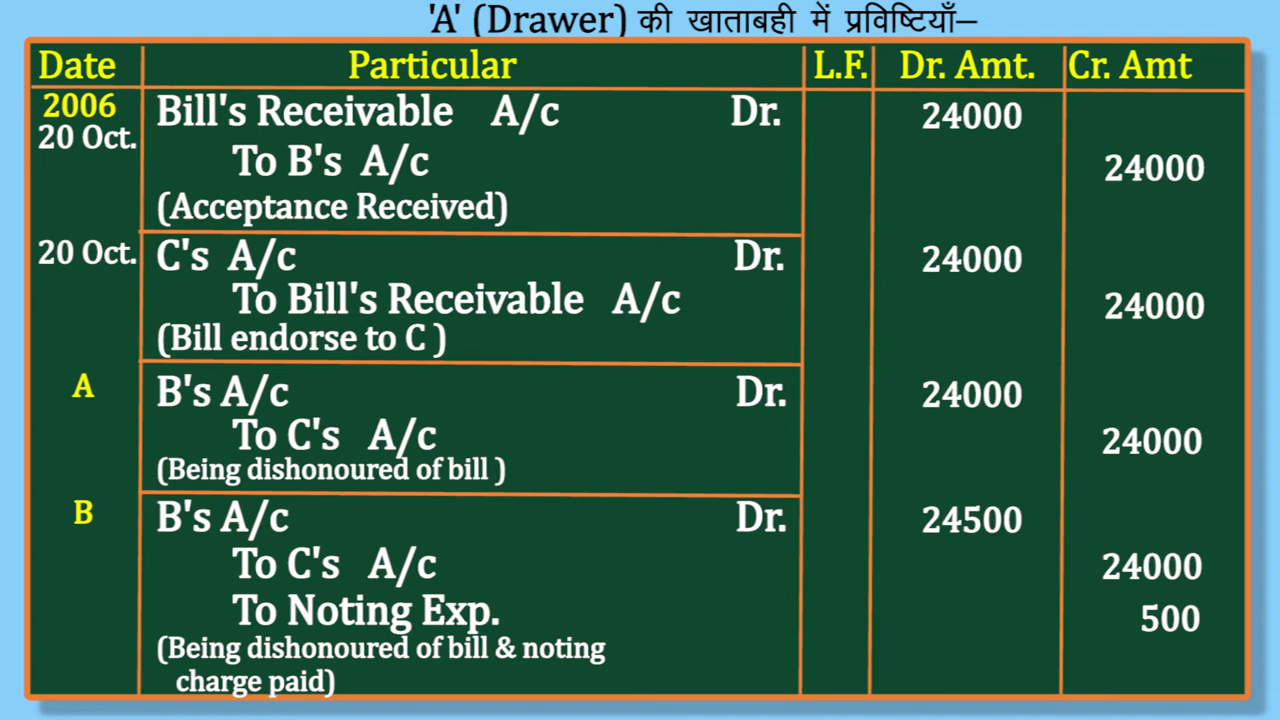 'A' (Drawer) की खाताबही में प्रविष्टियाँ–
Date Particular L.F. Dr. Amt. Cr. Amt
2006
20 Oct. Bill's Receivable A/c Dr. 24000
To B's A/c 24000
(Acceptance Received)
20 Oct. C's A/c Dr. 24000
To Bill's Receivable A/c 24000
(Bill endorse to C )
A B's A/c Dr. 24000
To C's A/c 24000
(Being dishonoured of bill )
B B's A/c Dr. 24500
To C's A/c 24000
To Noting Exp. 500
(Being dishonoured of bill & noting
charge paid)